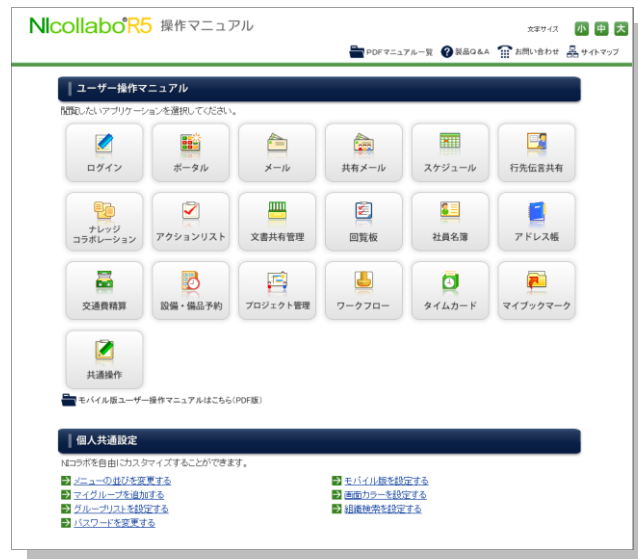 NIcollabo R5 操作マニュアル
文字サイズ 小 中 大
PDFマニュアル一覧 製品Q&A お問い合わせ サイトマップ
ユーザー操作マニュアル
閲覧したいアプリケーションを選択してください。
ログイン ポータル メール 共有メール スケジュール 行先伝言共有
ナレッジ
コラボレーション アクションリスト 文書共有管理 回覧板 社員名簿 アドレス帳
交通費精算 設備・備品予約 プロジェクト管理 ワークフロー タイムカード マイブックマーク
共通操作
モバイル版ユーザー操作マニュアルはこちら(PDF版)
個人共通設定
NIコラボを自由にカスタマイズすることができます。
メニューの並びを変更する モバイル版を設定する
マイグループを追加する 画面カラーを設定する
グループリストを設定する 組織検索を設定する
パスワードを変更する